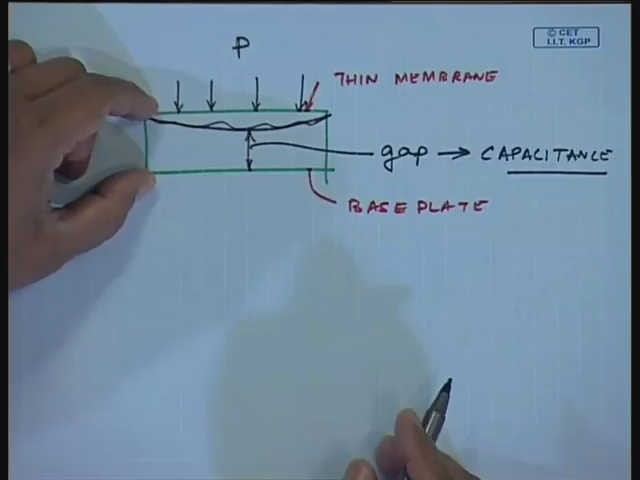 © CET
I.I.T. KGP
P
THIN MEMBRANE
gap → CAPACITANCE
BASE PLATE